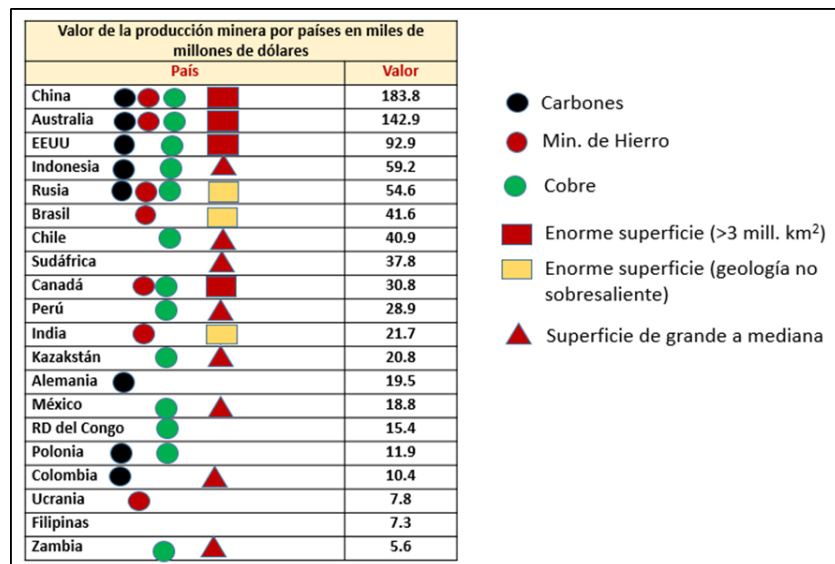 Valor de la producción minera por países en miles de
millones de dólares
País Valor
China 183.8
Australia 142.9
EEUU 92.9
Indonesia 59.2
Rusia 54.6
Brasil 41.6
Chile 40.9
Sudáfrica 37.8
Canadá 30.8
Perú 28.9
India 21.7
Kazakstán 20.8
Alemania 19.5
México 18.8
RD del Congo 15.4
Polonia 11.9
Colombia 10.4
Ucrania 7.8
Filipinas 7.3
Zambia 5.6
Carbones
Min. de Hierro
Cobre
Enorme superficie (>3 mill. km²)
Enorme superficie (geología no
sobresaliente)
Superficie de grande a mediana